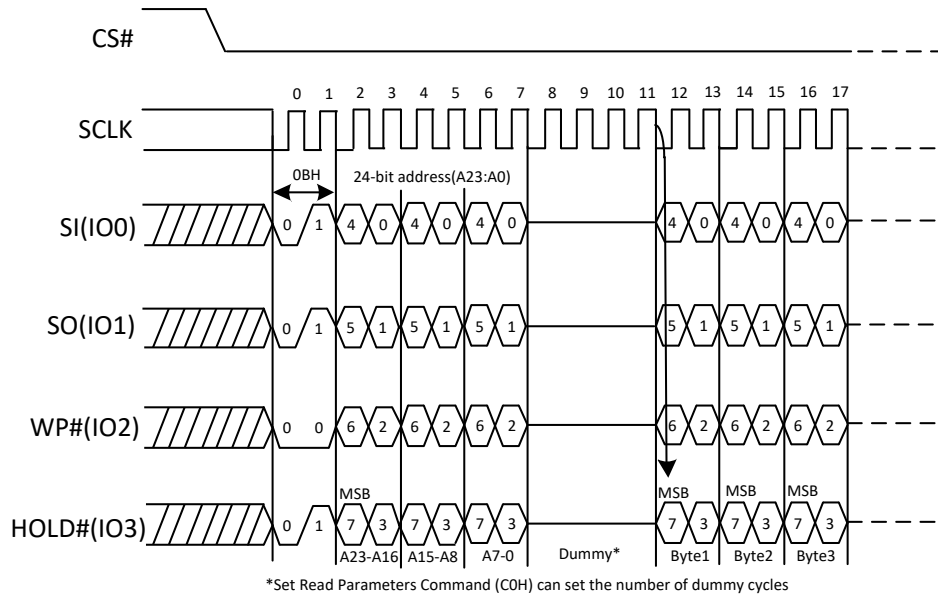 CS#
0 1 2 3 4 5 6 7 8 9 10 11 12 13 14 15 16 17
SCLK
0BH 24-bit address(A23:A0)
SI(IO0) 0 1 4 0 4 0 4 0 4 0 4 0 4 0
SO(IO1) 0 1 5 1 5 1 5 1 5 1 5 1 5 1
WP#(IO2) 0 0 6 2 6 2 6 2 6 2 6 2 6 2
MSB MSB MSB MSB
HOLD#(IO3) 0 1 7 3 7 3 7 3 7 3 7 3 7 3
A23-A16 A15-A8 A7-0 Dummy* Byte1 Byte2 Byte3
*Set Read Parameters Command (C0H) can set the number of dummy cycles